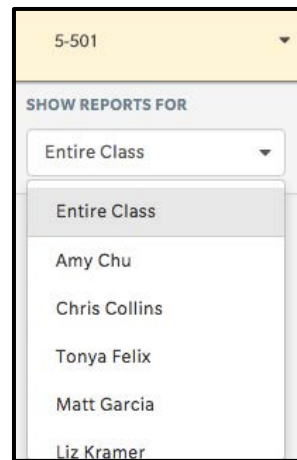 5-501
SHOW REPORTS FOR
Entire Class
Entire Class
Amy Chu
Chris Collins
Tonya Felix
Matt Garcia
Liz Kramer